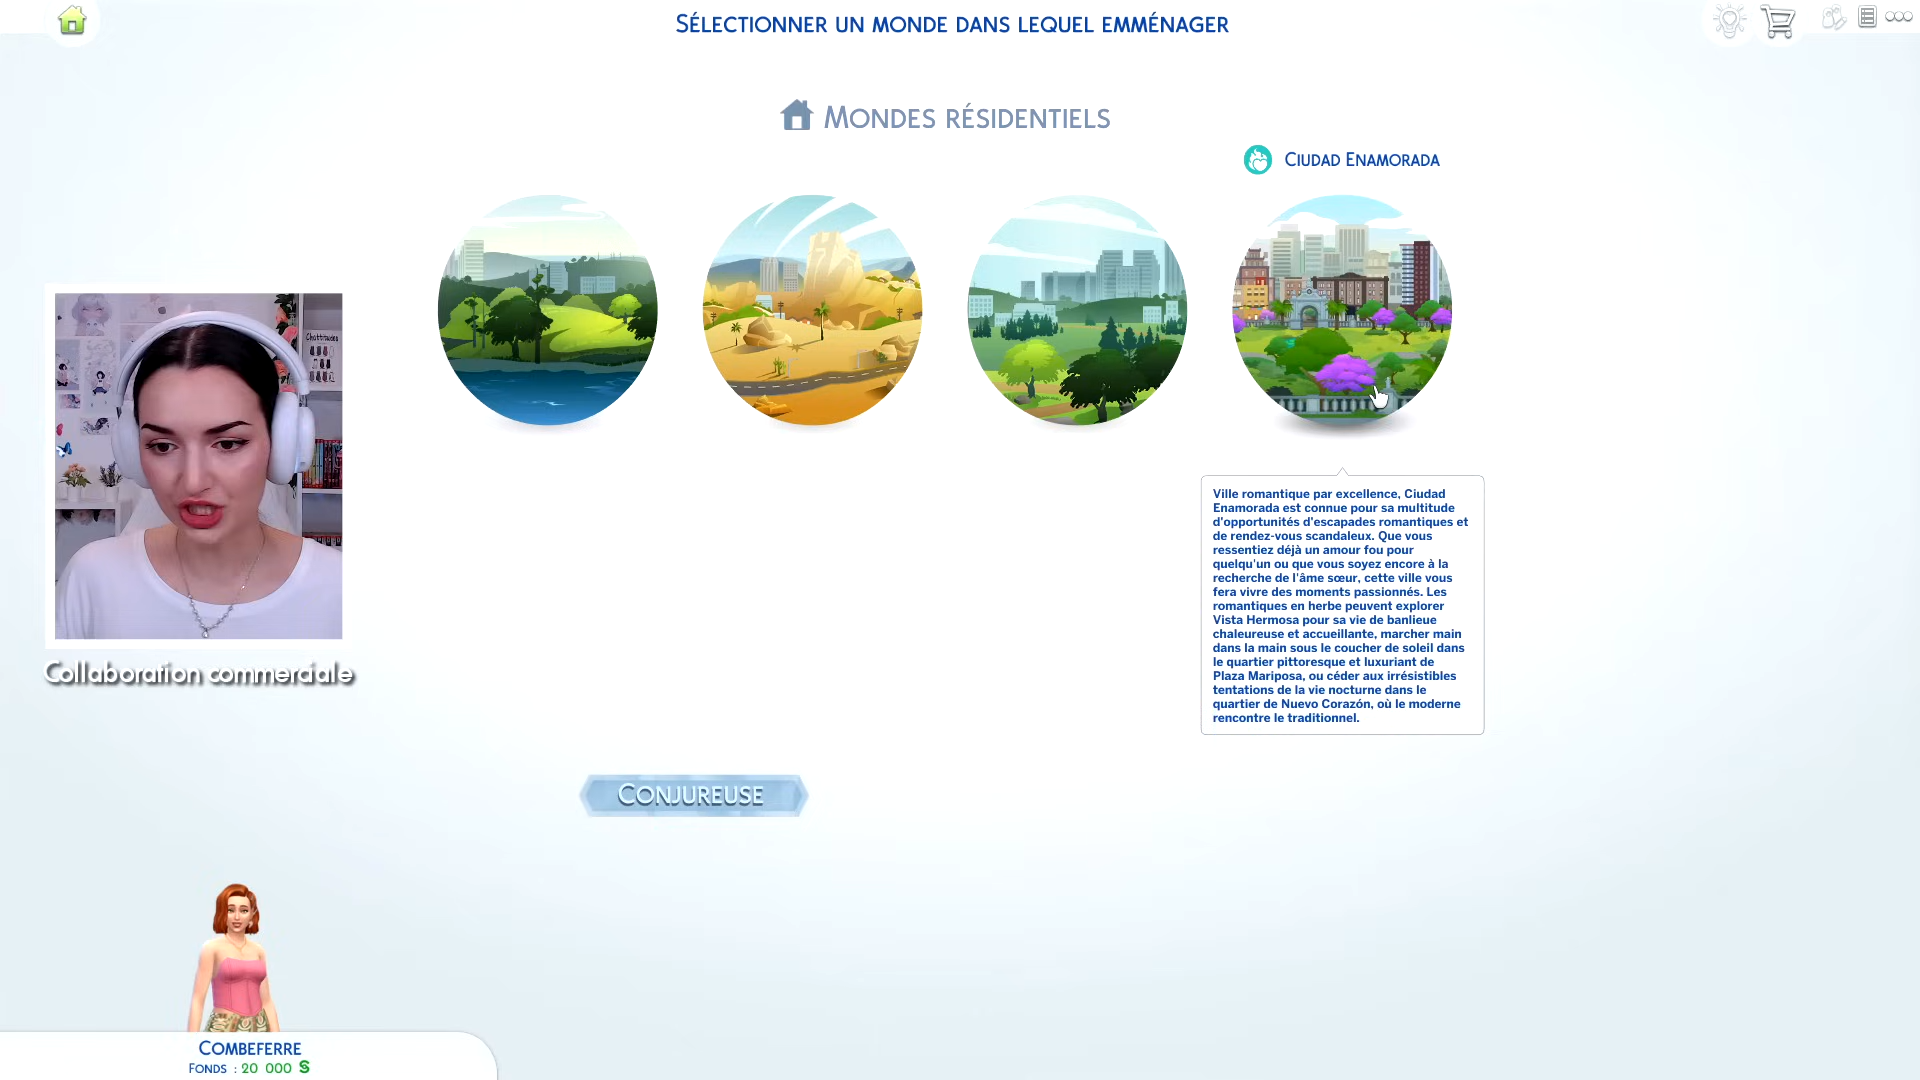 Sélectionner un monde dans lequel emménager
Mondes résidentiels
Ciudad Enamorada
Chattitudes
Ville romantique par excellence, Ciudad
Enamorada est connue pour sa multitude
d'opportunités d'escapades romantiques et
de rendez-vous scandaleux. Que vous
ressentiez déjà un amour fou pour
quelqu'un ou que vous soyez encore à la
recherche de l'âme sœur, cette ville vous
fera vivre des moments passionnés. Les
romantiques en herbe peuvent explorer
Vista Hermosa pour sa vie de banlieue
chaleureuse et accueillante, marcher main
dans la main sous le coucher de soleil dans
le quartier pittoresque et luxuriant de
Plaza Mariposa, ou céder aux irrésistibles
tentations de la vie nocturne dans le
quartier de Nuevo Corazón, où le moderne
rencontre le traditionnel.
Collaboration commerciale
Conjureuse
Combeferre
Fonds : 20 000 §